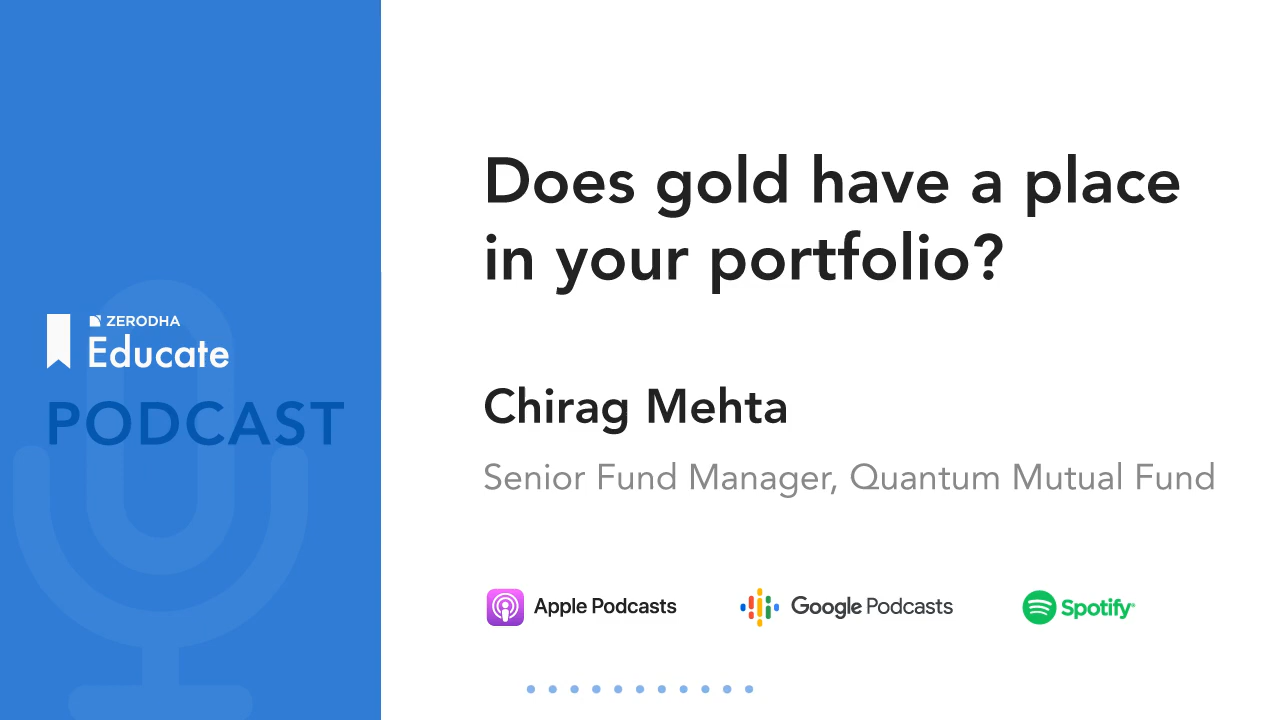 ZERODHA
Educate
PODCAST
Does gold have a place
in your portfolio?
Chirag Mehta
Senior Fund Manager, Quantum Mutual Fund
Apple Podcasts
Google Podcasts
Spotify